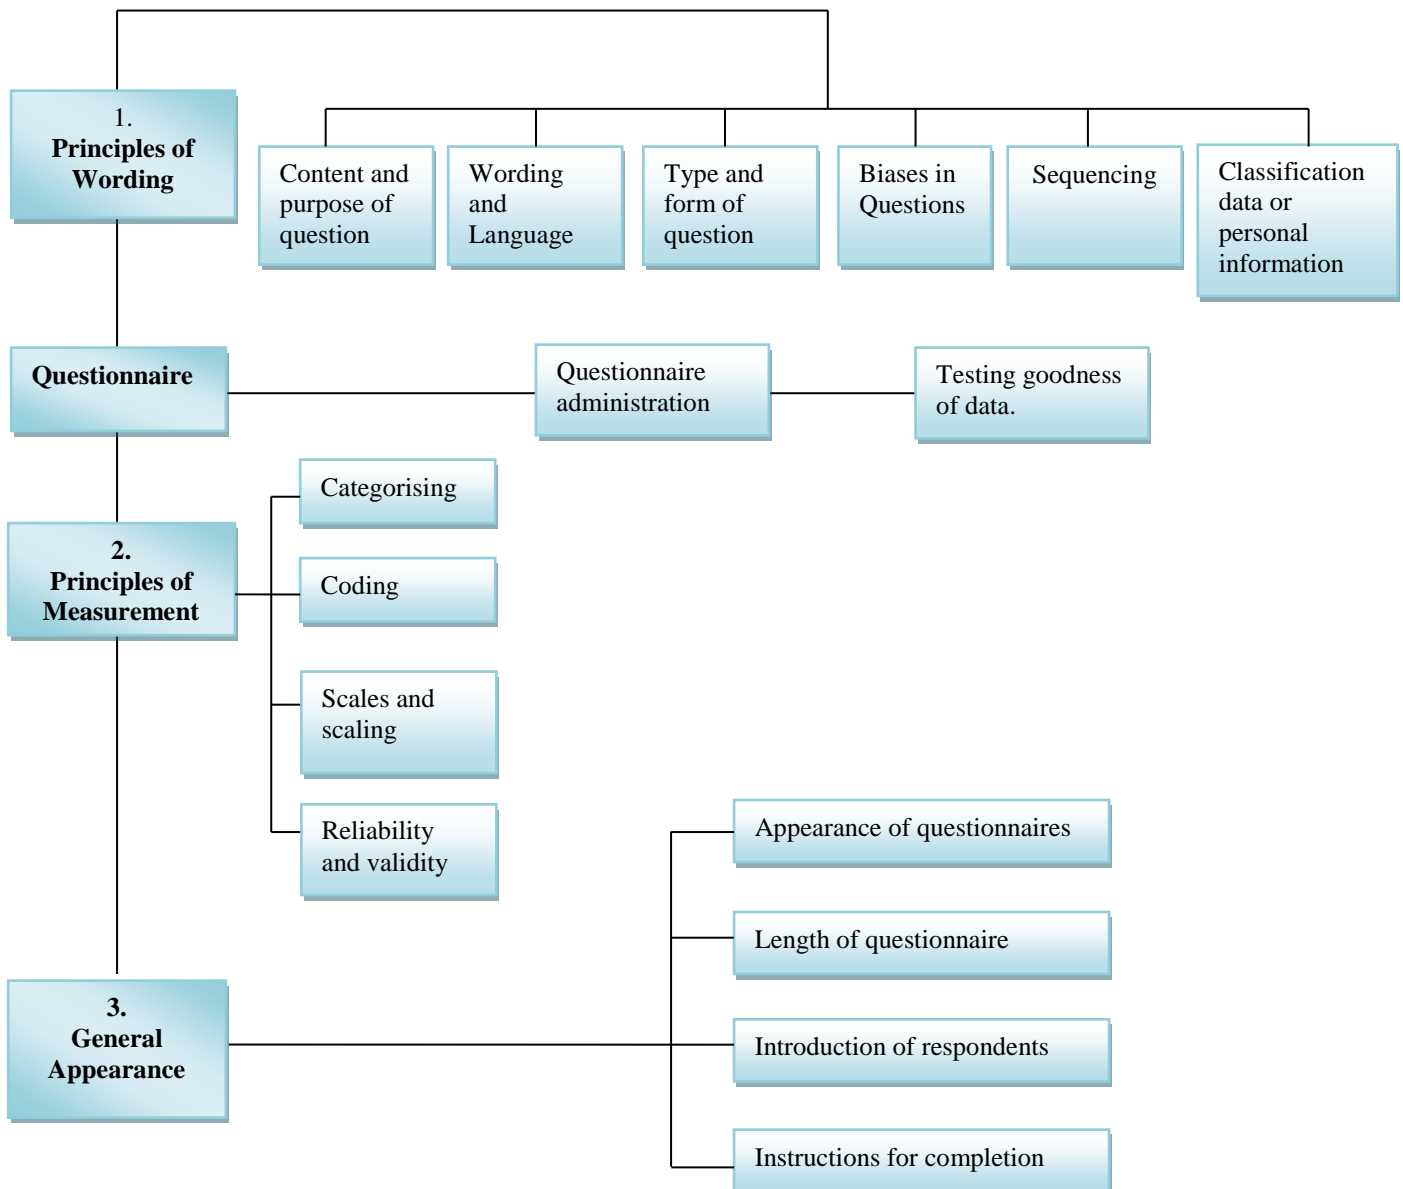 1.
Principles of
Wording
Content and
purpose of
question
Wording
and
Language
Type and
form of
question
Biases in
Questions
Sequencing
Classification
data or
personal
information
Questionnaire
Questionnaire
administration
Testing goodness
of data.
2.
Principles of
Measurement
Categorising
Coding
Scales and
scaling
Reliability
and validity
3.
General
Appearance
Appearance of questionnaires
Length of questionnaire
Introduction of respondents
Instructions for completion